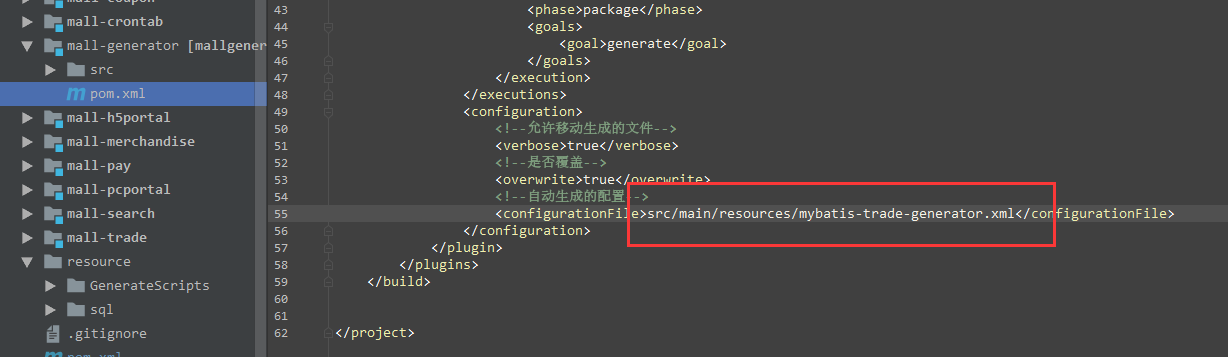 mall-coupon
mall-crontab
mall-generator [mallgener
src
pom.xml
mall-h5portal
mall-merchandise
mall-pay
mall-pcportal
mall-search
mall-trade
resource
GenerateScripts
sql
.gitignore
pom.xml
43 <phase>package</phase>
44 <goals>
45 <goal>generate</goal>
46 </goals>
47 </execution>
48 </executions>
49 <configuration>
50 <!--允许移动生成的文件-->
51 <verbose>true</verbose>
52 <!--是否覆盖-->
53 <overwrite>true</overwrite>
54 <!--自动生成的配置-->
55 <configurationFile>src/main/resources/mybatis-trade-generator.xml</configurationFile>
56 </configuration>
57 </plugin>
58 </plugins>
59 </build>
60
61
62 </project>